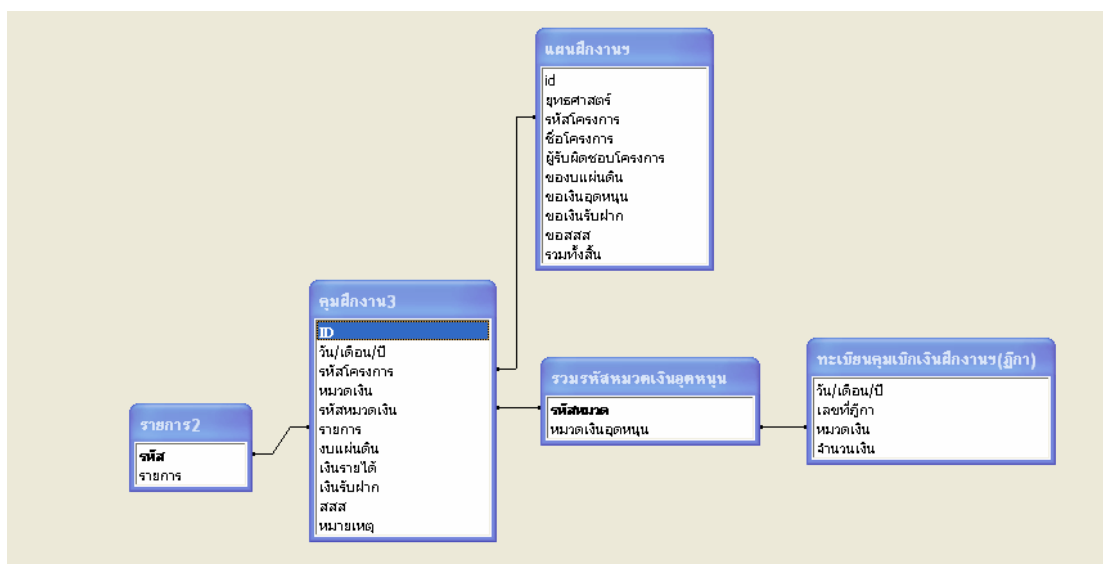 แผนฝึกงานฯ
id
ยุทธศาสตร์
รหัสโครงการ
ชื่อโครงการ
ผู้รับผิดชอบโครงการ
ของบแผ่นดิน
ขอเงินอุดหนุน
ขอเงินรับฝาก
ขอสสส
รวมทั้งสิ้น
คุมฝึกงาน3
ID
วัน/เดือน/ปี
รหัสโครงการ
หมวดเงิน
รหัสหมวดเงิน
รายการ
งบแผ่นดิน
เงินรายได้
เงินรับฝาก
สสส
หมายเหตุ
รายการ2
รหัส
รายการ
รวมรหัสหมวดเงินอุดหนุน
รหัสหมวด
หมวดเงินอุดหนุน
ทะเบียนคุมเบิกเงินฝึกงานฯ(ฎีกา)
วัน/เดือน/ปี
เลขที่ฎีกา
หมวดเงิน
จำนวนเงิน